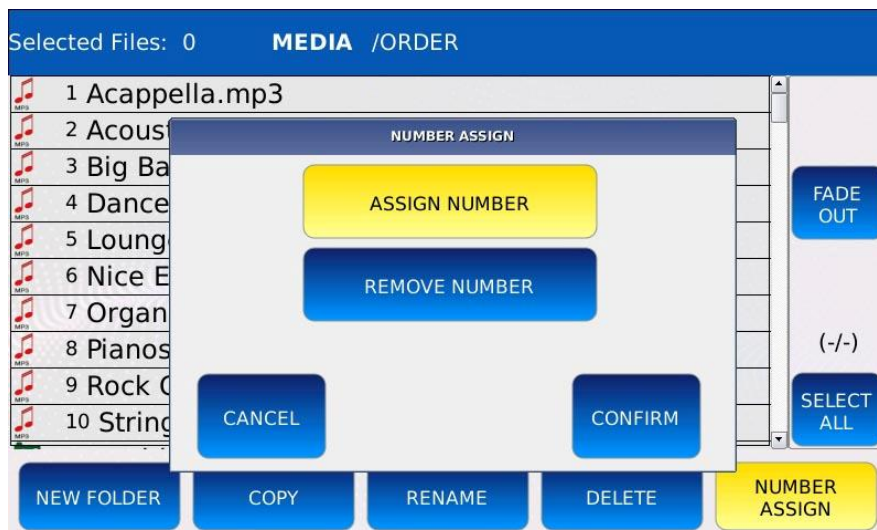 Selected Files: 0 MEDIA /ORDER
1 Acappella.mp3
2 Acoust
3 Big Ba
4 Dance
5 Loung
6 Nice E
7 Organ
8 Pianos
9 Rock
10 String
NUMBER ASSIGN
ASSIGN NUMBER
REMOVE NUMBER
CANCEL
CONFIRM
FADE
OUT
(-/-)
SELECT
ALL
NEW FOLDER
COPY
RENAME
DELETE
NUMBER
ASSIGN